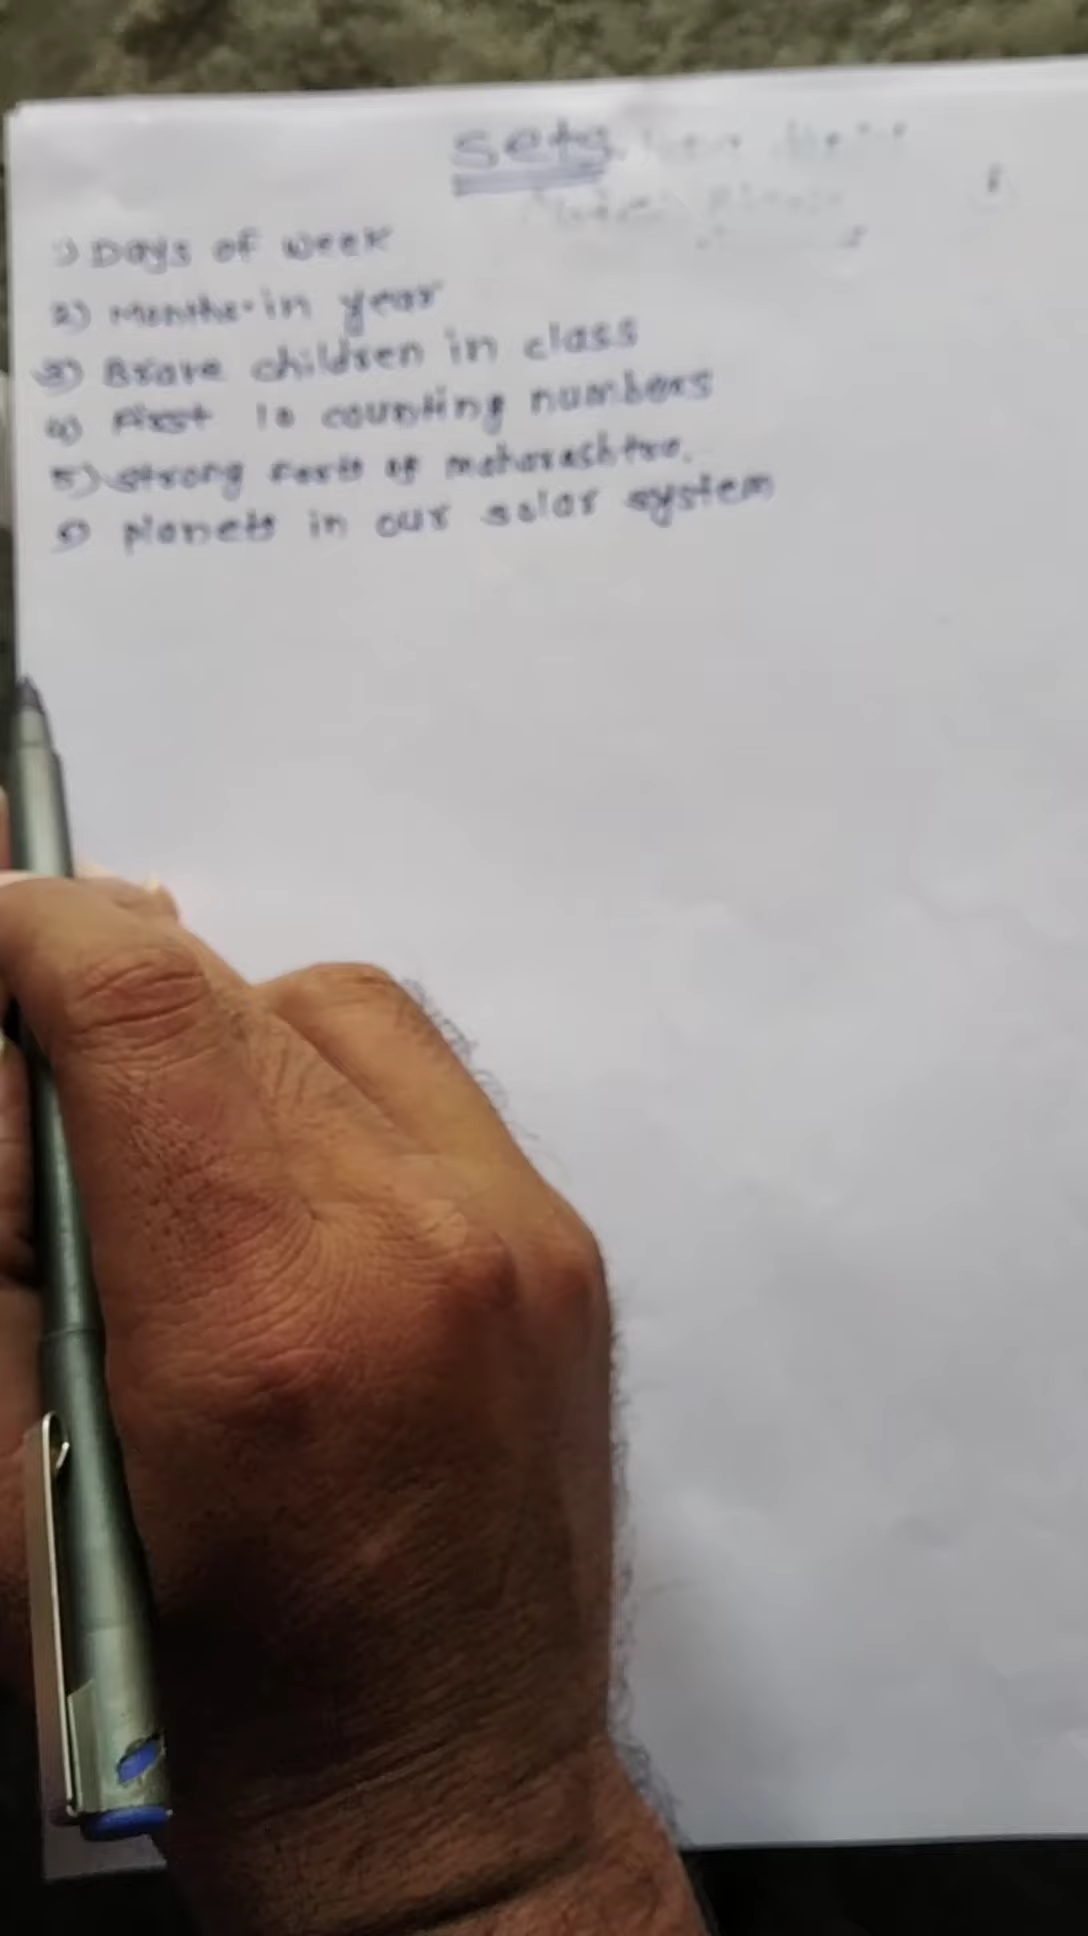 Sets
1) Days of week
2) Months in year
3) Brave children in class
4) First 10 counting numbers
5) Strong forts of maharashtra.
6) planets in our solar system